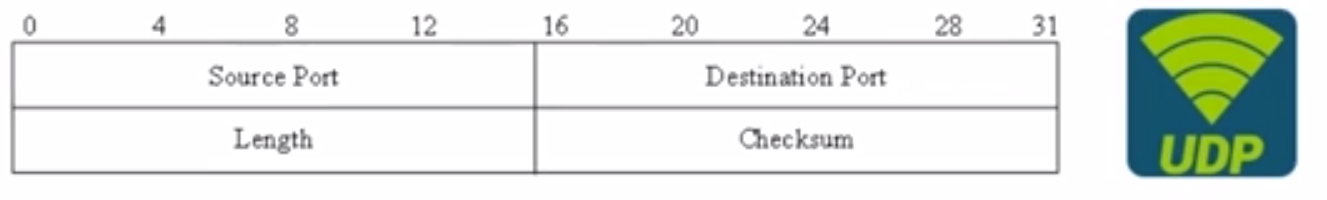 0 4 8 12 16 20 24 28 31
Source Port Destination Port
Length Checksum
UDP